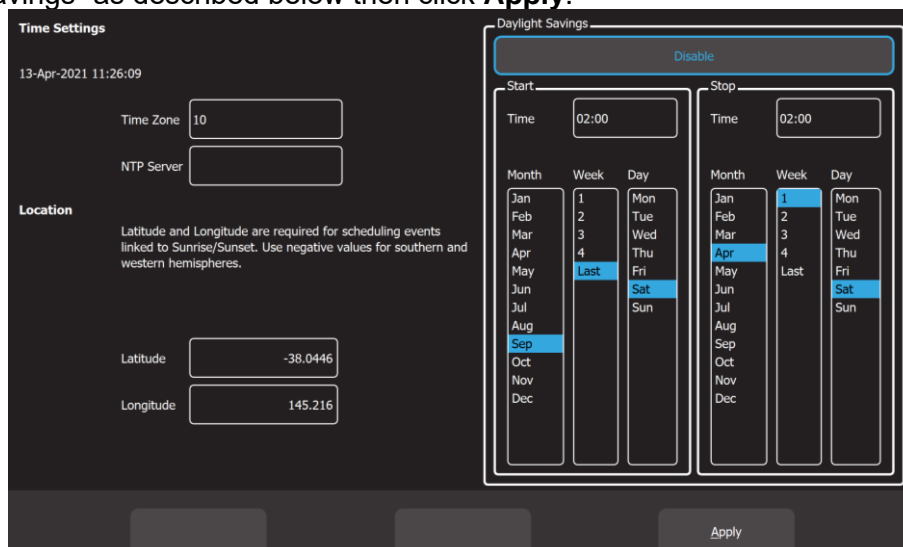 avings" as described below then click Apply.
Time Settings
13-Apr-2021 11:26:09
Time Zone 10
NTP Server
Location
Latitude and Longitude are required for scheduling events
linked to Sunrise/Sunset. Use negative values for southern and
western hemispheres.
Latitude -38.0446
Longitude 145.216
Daylight Savings
Disable
Start
Time 02:00
Month Week Day
Jan 1 Mon
Feb 2 Tue
Mar 3 Wed
Apr 4 Thu
May Last Fri
Jun Sat
Jul Sun
Aug
Sep
Oct
Nov
Dec
Stop
Time 02:00
Month Week Day
Jan 1 Mon
Feb 2 Tue
Mar 3 Wed
Apr 4 Thu
May Last Fri
Jun Sat
Jul Sun
Aug
Sep
Oct
Nov
Dec
Apply